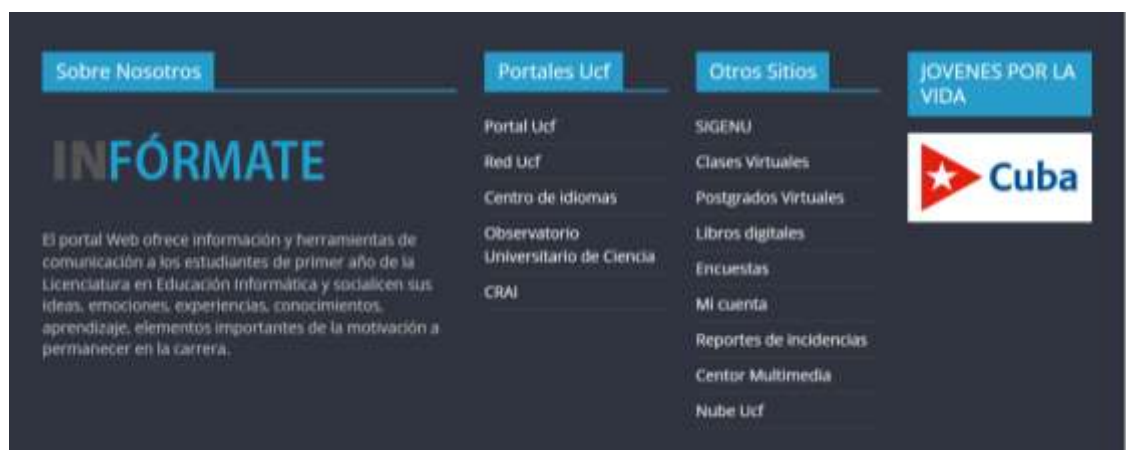 Sobre Nosotros
INFÓRMATE
El portal Web ofrece información y herramientas de
comunicación a los estudiantes de primer año de la
Licenciatura en Educación Informática y socialicen sus
ideas, emociones, experiencias, conocimientos,
aprendizaje, elementos importantes de la motivación a
permanecer en la carrera.
Portales Ucf
Portal Ucf
Red Ucf
Centro de idiomas
Observatorio
Universitario de Ciencia
CRAI
Otros Sitios
SIGENU
Clases Virtuales
Postgrados Virtuales
Libros digitales
Encuestas
Mi cuenta
Reportes de incidencias
Centor Multimedia
Nube Ucf
JOVENES POR LA
VIDA
Cuba